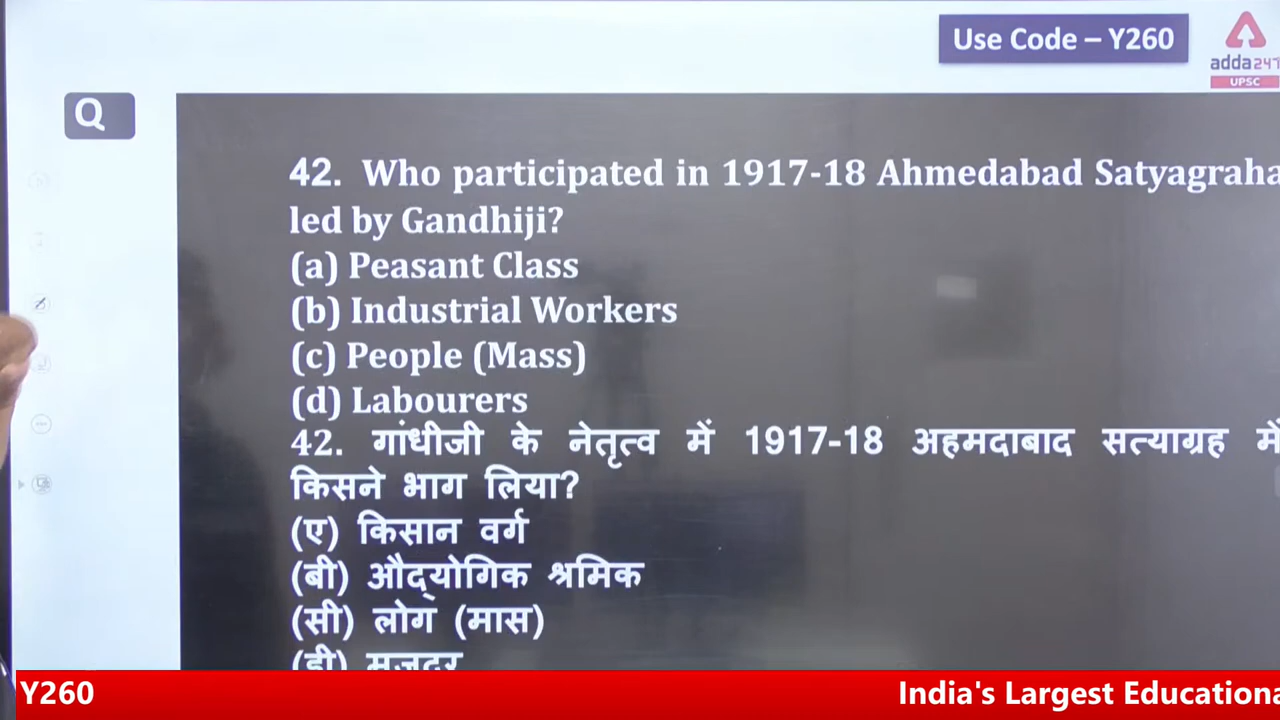 Use Code – Y260
adda247
UPSC
Q
42. Who participated in 1917-18 Ahmedabad Satyagraha
led by Gandhiji?
(a) Peasant Class
(b) Industrial Workers
(c) People (Mass)
(d) Labourers
42. गांधीजी के नेतृत्व में 1917-18 अहमदाबाद सत्याग्रह में
किसने भाग लिया?
(ए) किसान वर्ग
(बी) औद्योगिक श्रमिक
(सी) लोग (मास)
(डी) मजदूर
Y260
India's Largest Educationa